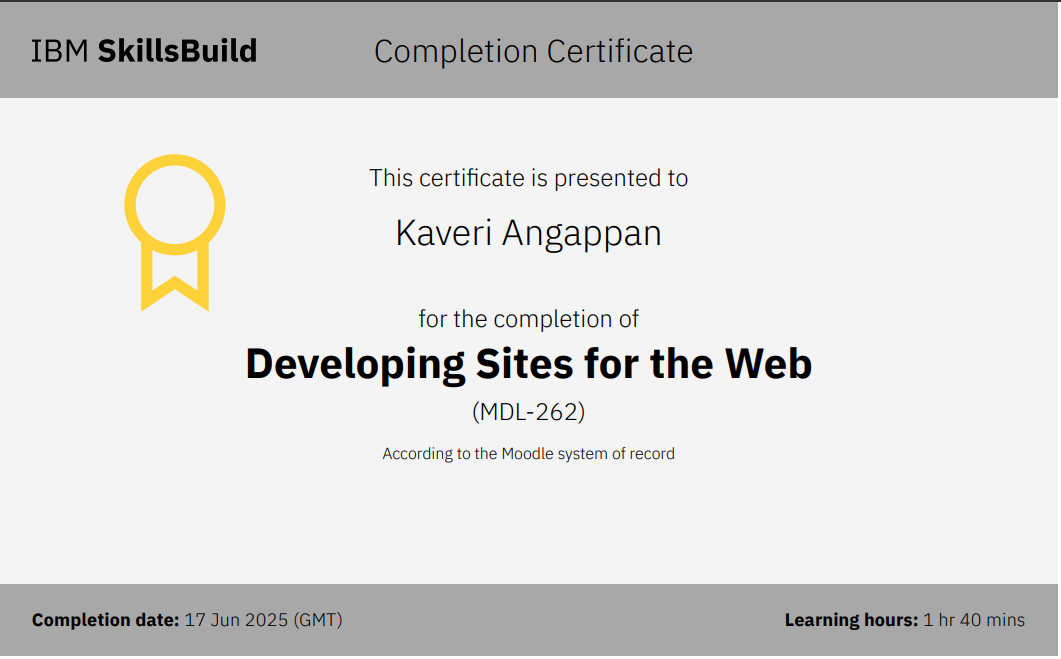 IBM SkillsBuild
Completion Certificate
This certificate is presented to
Kaveri Angappan
for the completion of
Developing Sites for the Web
(MDL-262)
According to the Moodle system of record
Completion date: 17 Jun 2025 (GMT)
Learning hours: 1 hr 40 mins